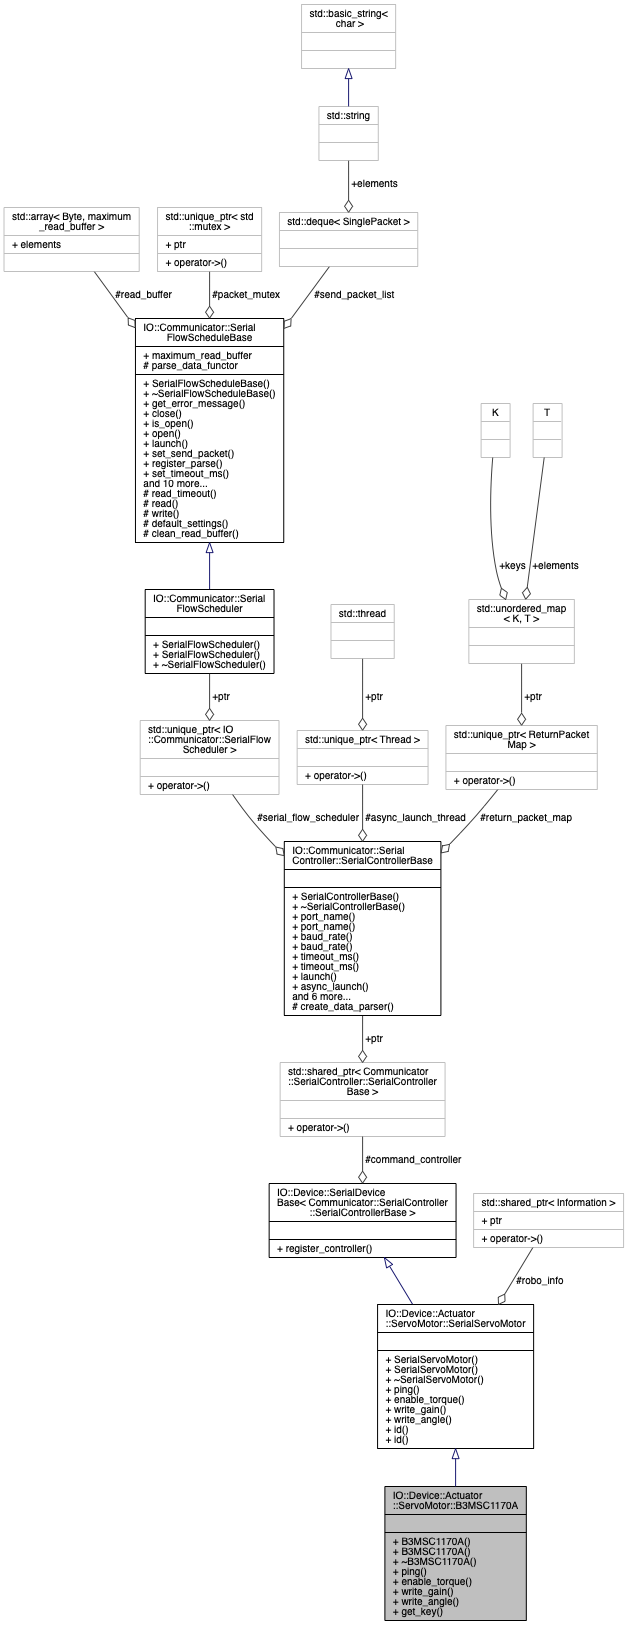 std::basic_string<
char >
std::string
+elements
std::array< Byte, maximum
_read_buffer >
+ elements
std::unique_ptr< std
::mutex >
+ ptr
+ operator->()
std::deque< SinglePacket >
#read_buffer
#packet_mutex
#send_packet_list
IO::Communicator::Serial
FlowScheduleBase
+ maximum_read_buffer
# parse_data_functor
+ SerialFlowScheduleBase()
+ ~SerialFlowScheduleBase()
+ get_error_message()
+ close()
+ is_open()
+ open()
+ launch()
+ set_send_packet()
+ register_parse()
+ set_timeout_ms()
and 10 more...
# read_timeout()
# read()
# write()
# default_settings()
# clean_read_buffer()
K
T
+keys
+elements
IO::Communicator::Serial
FlowScheduler
+ SerialFlowScheduler()
+ SerialFlowScheduler()
+ ~SerialFlowScheduler()
std::thread
std::unordered_map
< K, T >
+ptr
+ptr
+ptr
std::unique_ptr< IO
::Communicator::SerialFlow
Scheduler >
+ operator->()
std::unique_ptr< Thread >
+ operator->()
std::unique_ptr< ReturnPacket
Map >
+ operator->()
#serial_flow_scheduler
#async_launch_thread
#return_packet_map
IO::Communicator::Serial
Controller::SerialControllerBase
+ SerialControllerBase()
+ ~SerialControllerBase()
+ port_name()
+ port_name()
+ baud_rate()
+ baud_rate()
+ timeout_ms()
+ timeout_ms()
+ launch()
+ async_launch()
and 6 more...
# create_data_parser()
+ptr
std::shared_ptr< Communicator
::SerialController::SerialController
Base >
+ operator->()
#command_controller
IO::Device::SerialDevice
Base< Communicator::SerialController
::SerialControllerBase >
+ register_controller()
std::shared_ptr< Information >
+ ptr
+ operator->()
#robo_info
IO::Device::Actuator
::ServoMotor::SerialServoMotor
+ SerialServoMotor()
+ SerialServoMotor()
+ ~SerialServoMotor()
+ ping()
+ enable_torque()
+ write_gain()
+ write_angle()
+ id()
+ id()
IO::Device::Actuator
::ServoMotor::B3MSC1170A
+ B3MSC1170A()
+ B3MSC1170A()
+ ~B3MSC1170A()
+ ping()
+ enable_torque()
+ write_gain()
+ write_angle()
+ get_key()